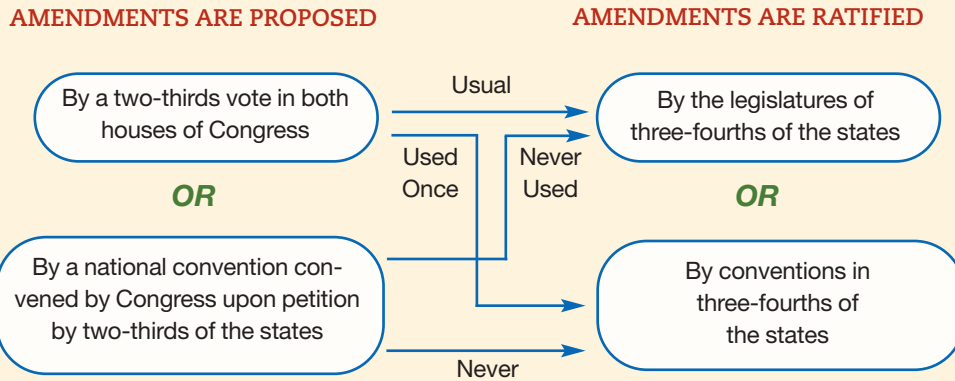 AMENDMENTS ARE PROPOSED
AMENDMENTS ARE RATIFIED
By a two-thirds vote in both
houses of Congress
Usual
By the legislatures of
three-fourths of the states
Used
Once
Never
Used
OR
OR
By a national convention con-
vened by Congress upon petition
by two-thirds of the states
By conventions in
three-fourths of
the states
Never